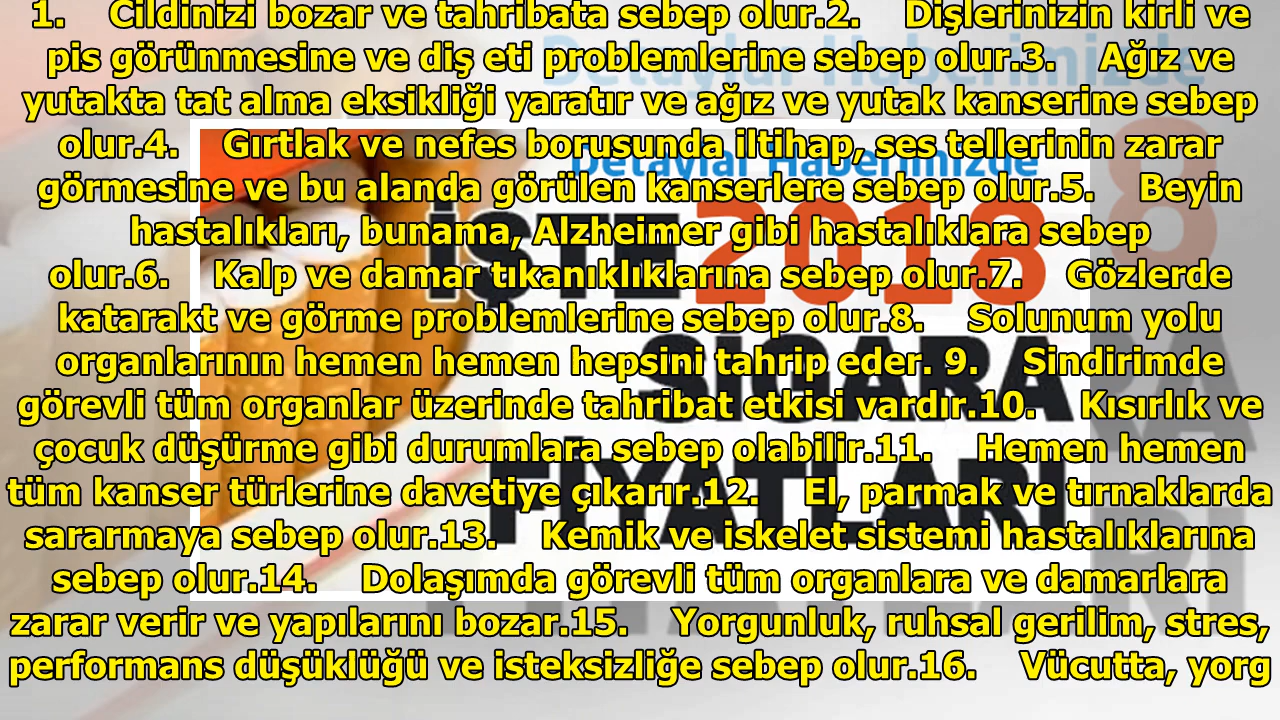 1. Cildinizi bozar ve tahribata sebep olur.2. Dişlerinizin kirli ve
pis görünmesine ve diş eti problemlerine sebep olur.3. Ağız ve
yutakta tat alma eksikliği yaratır ve ağız ve yutak kanserine sebep
olur.4. Gırtlak ve nefes borusunda iltihap, ses tellerinin zarar
görmesine ve bu alanda görülen kanserlere sebep olur.5. Beyin
hastalıkları, bunama, Alzheimer gibi hastalıklara sebep
olur.6. Kalp ve damar tıkanıklıklarına sebep olur.7. Gözlerde
katarakt ve görme problemlerine sebep olur.8. Solunum yolu
organlarının hemen hemen hepsini tahrip eder. 9. Sindirimde
görevli tüm organlar üzerinde tahribat etkisi vardır.10. Kısırlık ve
çocuk düşürme gibi durumlara sebep olabilir.11. Hemen hemen
tüm kanser türlerine davetiye çıkarır.12. El, parmak ve tırnaklarda
sararmaya sebep olur.13. Kemik ve iskelet sistemi hastalıklarına
sebep olur.14. Dolaşımda görevli tüm organlara ve damarlara
zarar verir ve yapılarını bozar.15. Yorgunluk, ruhsal gerilim, stres,
performans düşüklüğü ve isteksizliğe sebep olur.16. Vücutta, yorg
Detaylar Haberimizde
İŞTE 2018
SİGARA
FİYATLARI